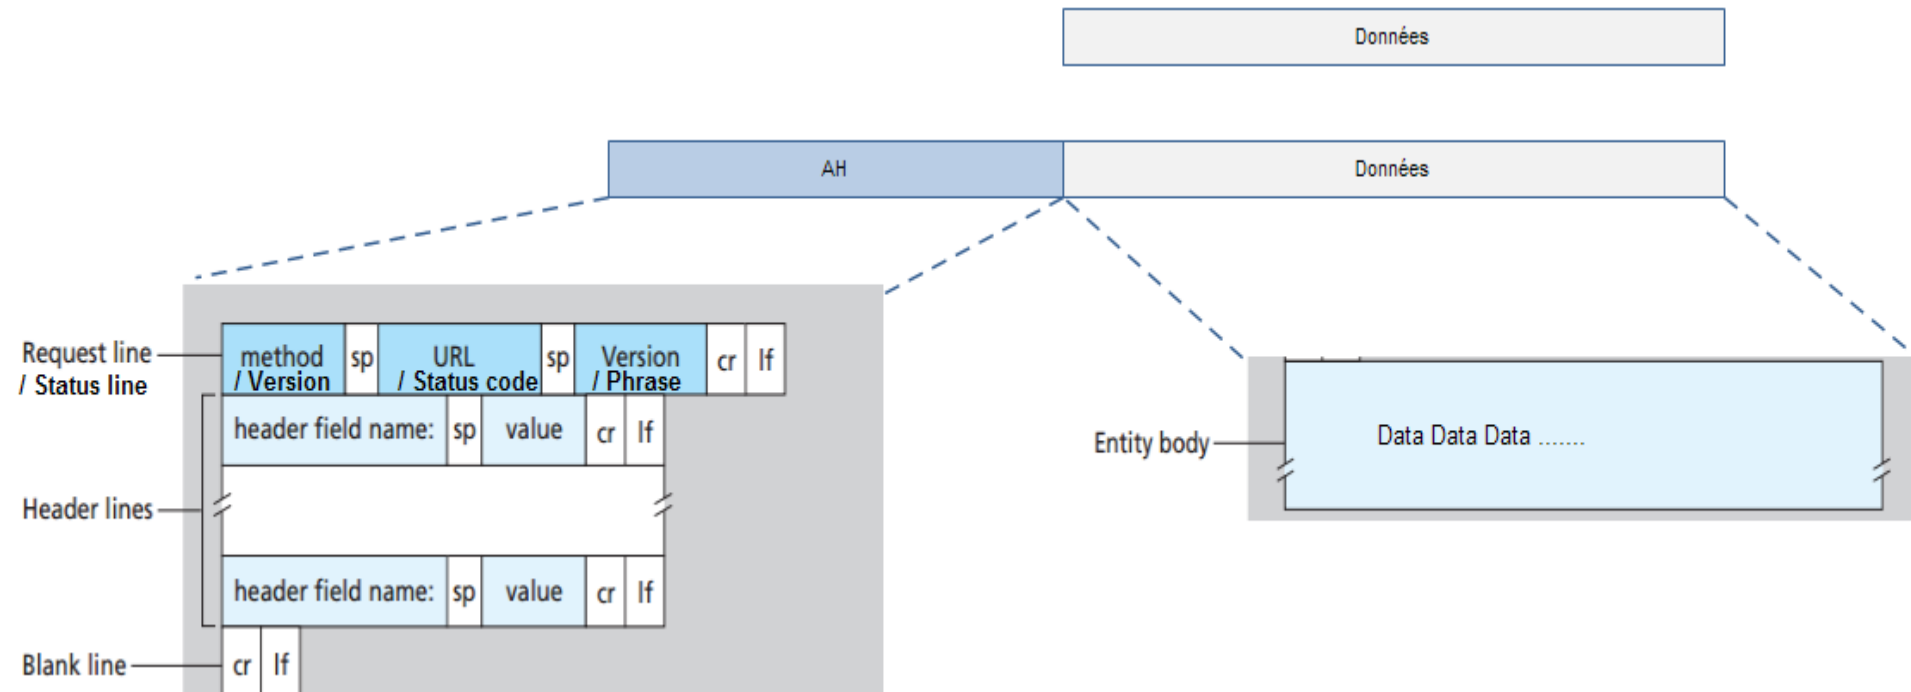 Données
AH
Données
Request line
/ Status line
method
/ Version
sp
URL
/ Status code
sp
Version
/ Phrase
cr
lf
header field name:
sp
value
cr
lf
Header lines
header field name:
sp
value
cr
lf
Blank line
cr
lf
Entity body
Data Data Data .......